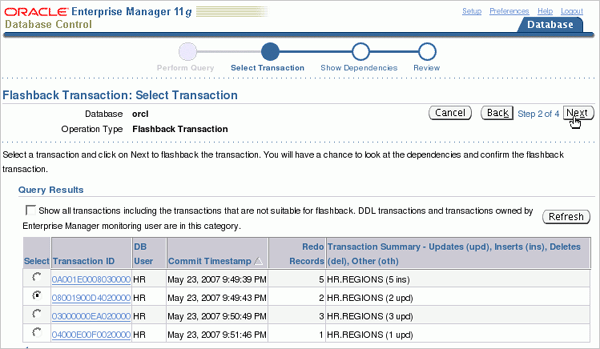 ORACLE Enterprise Manager 11g
Database Control
Setup Preferences Help Logout
Database
Perform Query Select Transaction Show Dependencies Review
Flashback Transaction: Select Transaction
Database orcl
Operation Type Flashback Transaction
Cancel Back Step 2 of 4 Next
Select a transaction and click on Next to flashback the transaction. You will have a chance to look at the dependencies and confirm the flashback
transaction.
Query Results
Show all transactions including the transactions that are not suitable for flashback. DDL transactions and transactions owned by
Enterprise Manager monitoring user are in this category.
Refresh
Select Transaction ID DB User Commit Timestamp Redo Records Transaction Summary - Updates (upd), Inserts (ins), Deletes (del), Other (oth)
0A001E0008030000 HR May 23, 2007 9:49:39 PM 5 HR.REGIONS (5 ins)
08001900D4020000 HR May 23, 2007 9:49:43 PM 2 HR.REGIONS (2 upd)
03000000EA020000 HR May 23, 2007 9:50:49 PM 3 HR.REGIONS (3 upd)
04000E00F0020000 HR May 23, 2007 9:51:46 PM 1 HR.REGIONS (1 upd)